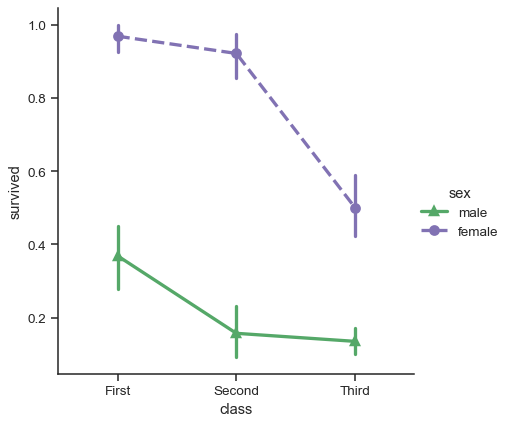 1.0
0.8
0.6
0.4
0.2
survived
First Second Third
class
sex
male
female